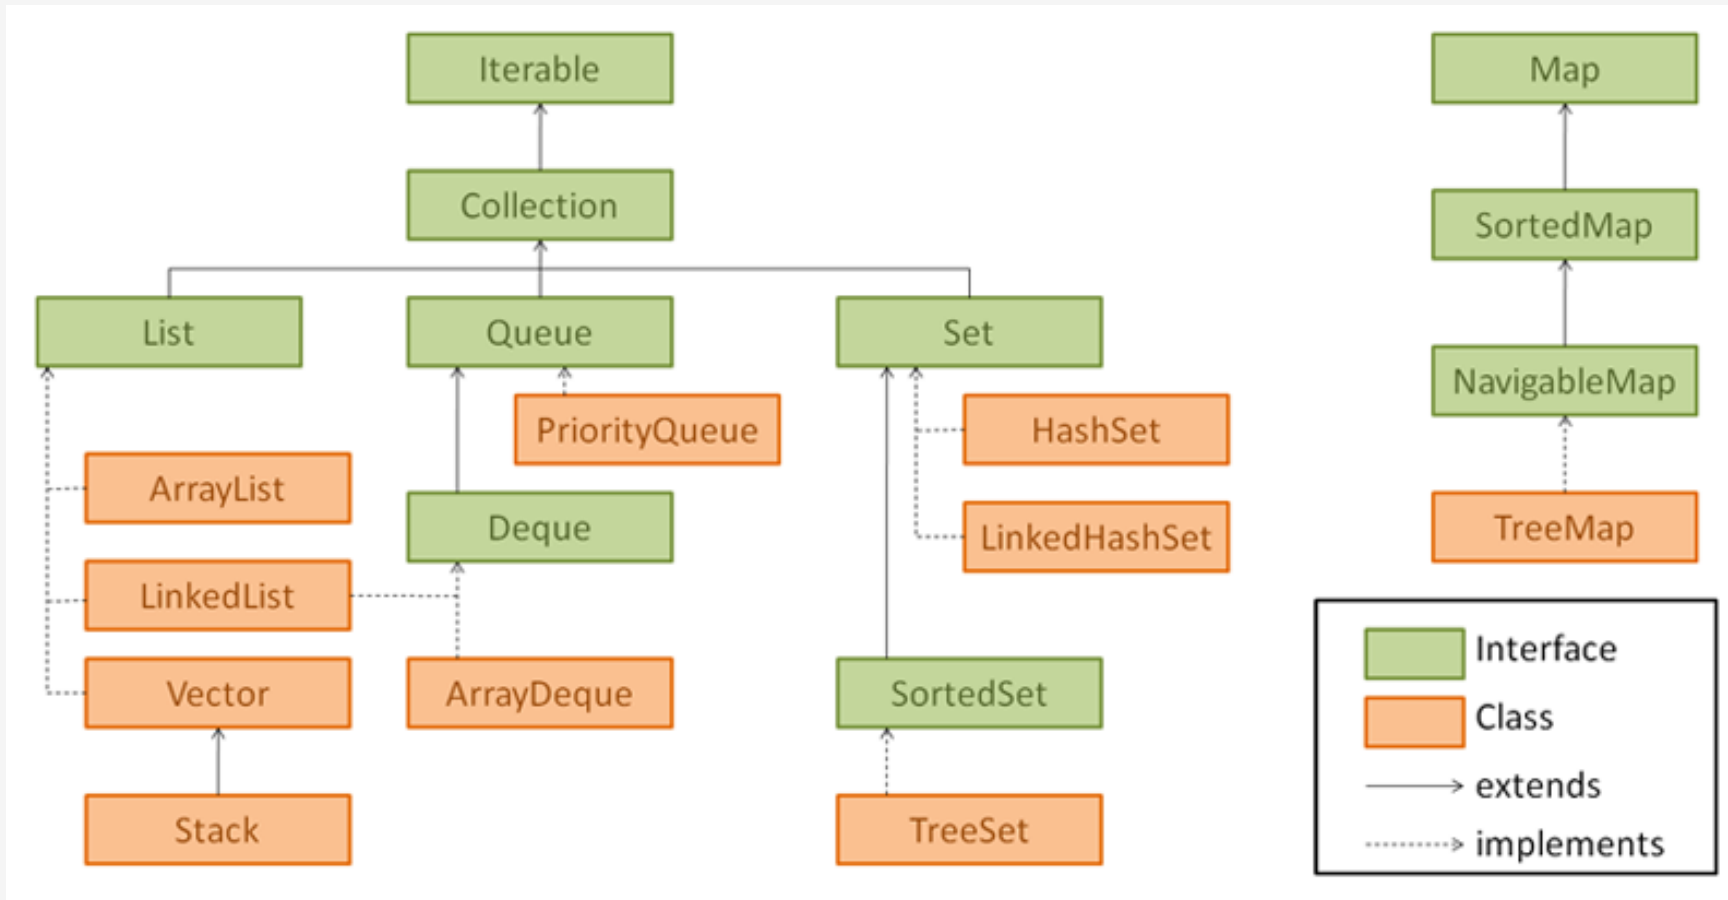 Iterable
Map
Collection
SortedMap
List
Queue
Set
NavigableMap
PriorityQueue
HashSet
ArrayList
Deque
LinkedHashSet
TreeMap
LinkedList
Vector
ArrayDeque
SortedSet
Stack
TreeSet
Interface
Class
extends
implements